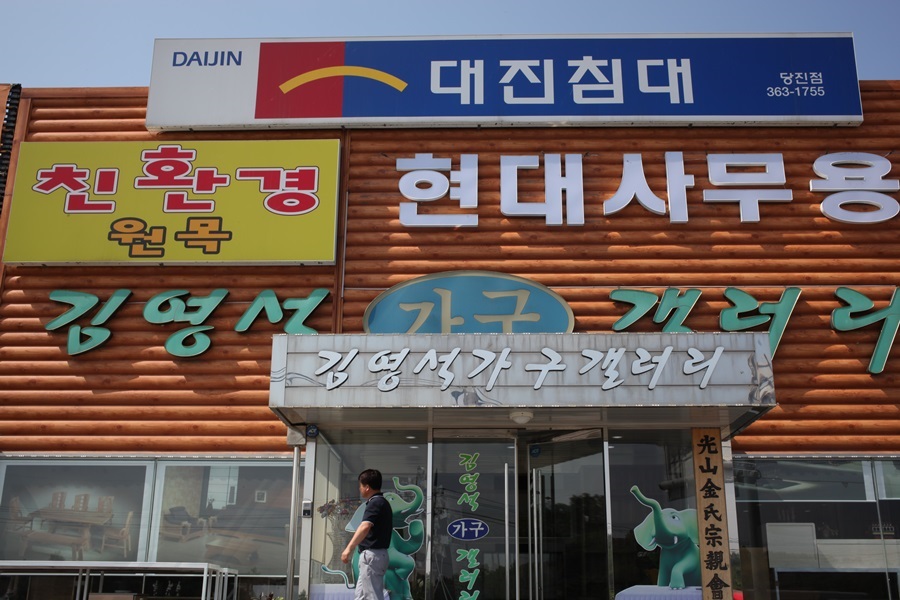 DAIJIN 대진침대 당진점
363-1755
친환경
원목
현대사무용
김영석 가구 갤러리
김영석가구갤러리
김영석
가구
갤러리
光山金氏宗親會